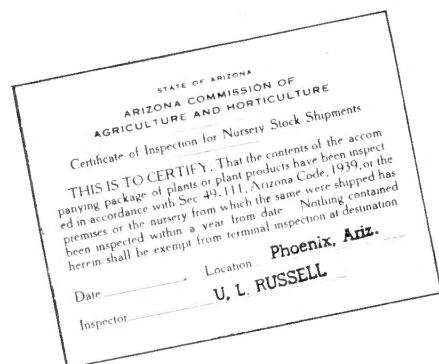 STATE OF ARIZONA
ARIZONA COMMISSION OF
AGRICULTURE AND HORTICULTURE
Certificate of Inspection for Nursery Stock Shipments
THIS IS TO CERTIFY, That the contents of the accom
panying package of plants or plant products have been inspect
ed in accordance with Sec 49-111, Arizona Code, 1939, or the
premises or the nursery from which the same were shipped has
been inspected within a year from date Nothing contained
herein shall be exempt from terminal inspection at destination
Date Location Phoenix, Ariz.
Inspector U. L. RUSSELL